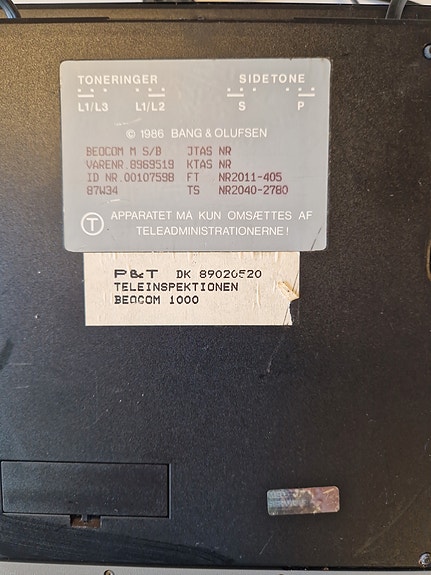 TONERINGER SIDETONE
L1/L3 L1/L2 S P
© 1986 BANG & OLUFSEN
BEOCOM M S/B JTAS NR
VARENR.8969519 KTAS NR
ID NR.00107598 FT NR2011-405
87W34 TS NR2040-2780
T APPARATET MÅ KUN OMSÆTTES AF
TELEADMINISTRATIONERNE!
P&T DK 89020520
TELEINSPEKTIONEN
BEOCOM 1000